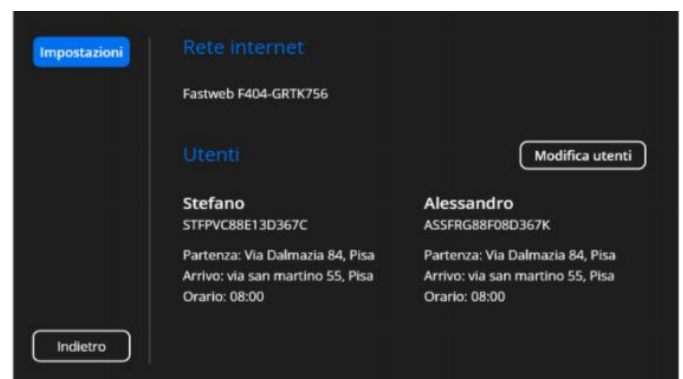 Impostazioni
Rete internet
Fastweb F404-GRTK756
Utenti
Modifica utenti
Stefano
STFPVC88E13D367C
Partenza: Via Dalmazia 84, Pisa
Arrivo: via san martino 55, Pisa
Orario: 08:00
Alessandro
ASSFRG88F08D367K
Partenza: Via Dalmazia 84, Pisa
Arrivo: via san martino 55, Pisa
Orario: 08:00
Indietro